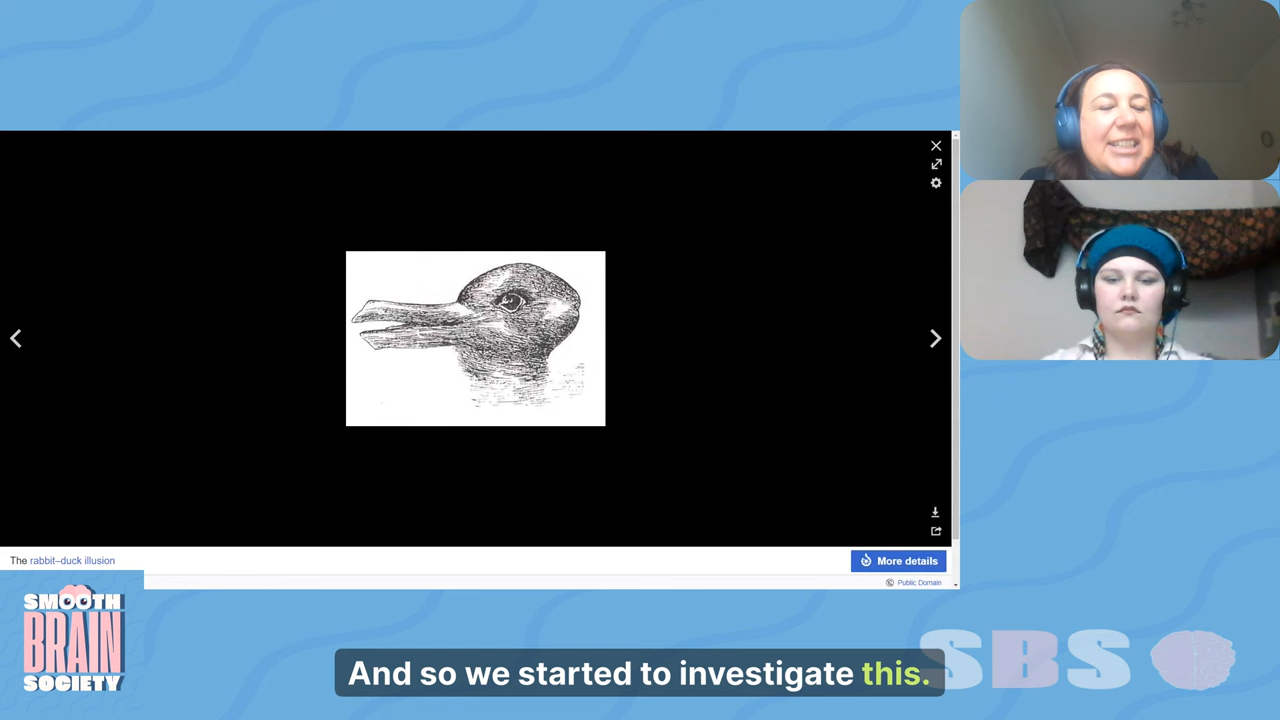 The rabbit–duck illusion
More details
Public Domain
SMOOTH
BRAIN
SOCIETY
SBS
And so we started to investigate this.